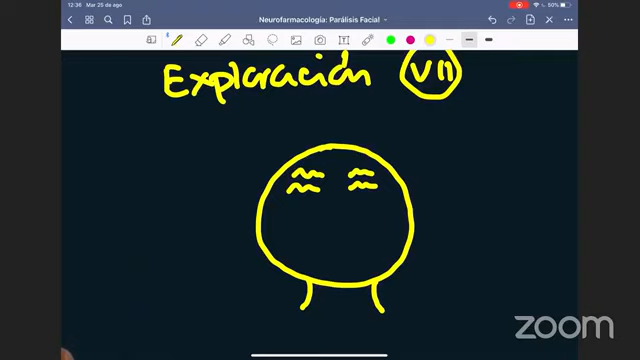 12:36 Mar 25 de ago
50%
Neurofarmacología: Parálisis Facial
Exploración VII
zoom